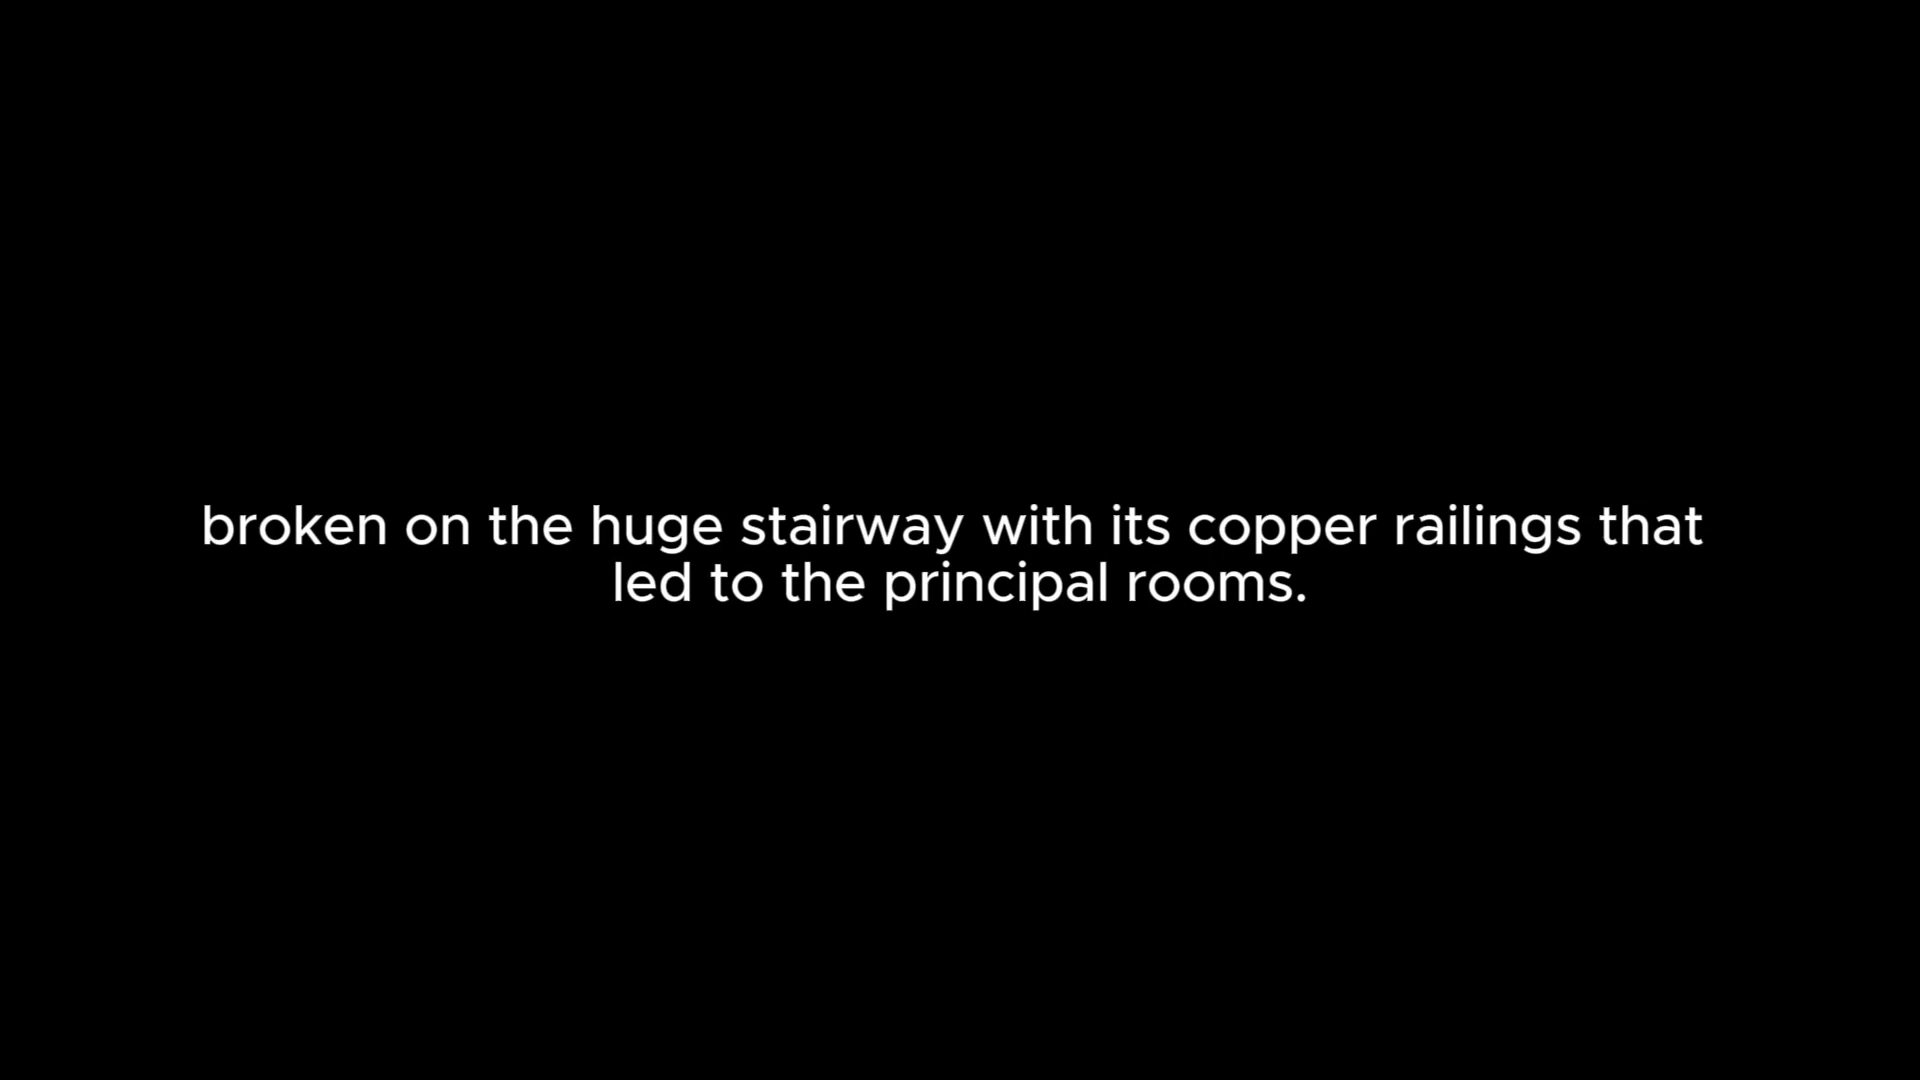 broken on the huge stairway with its copper railings that
led to the principal rooms.